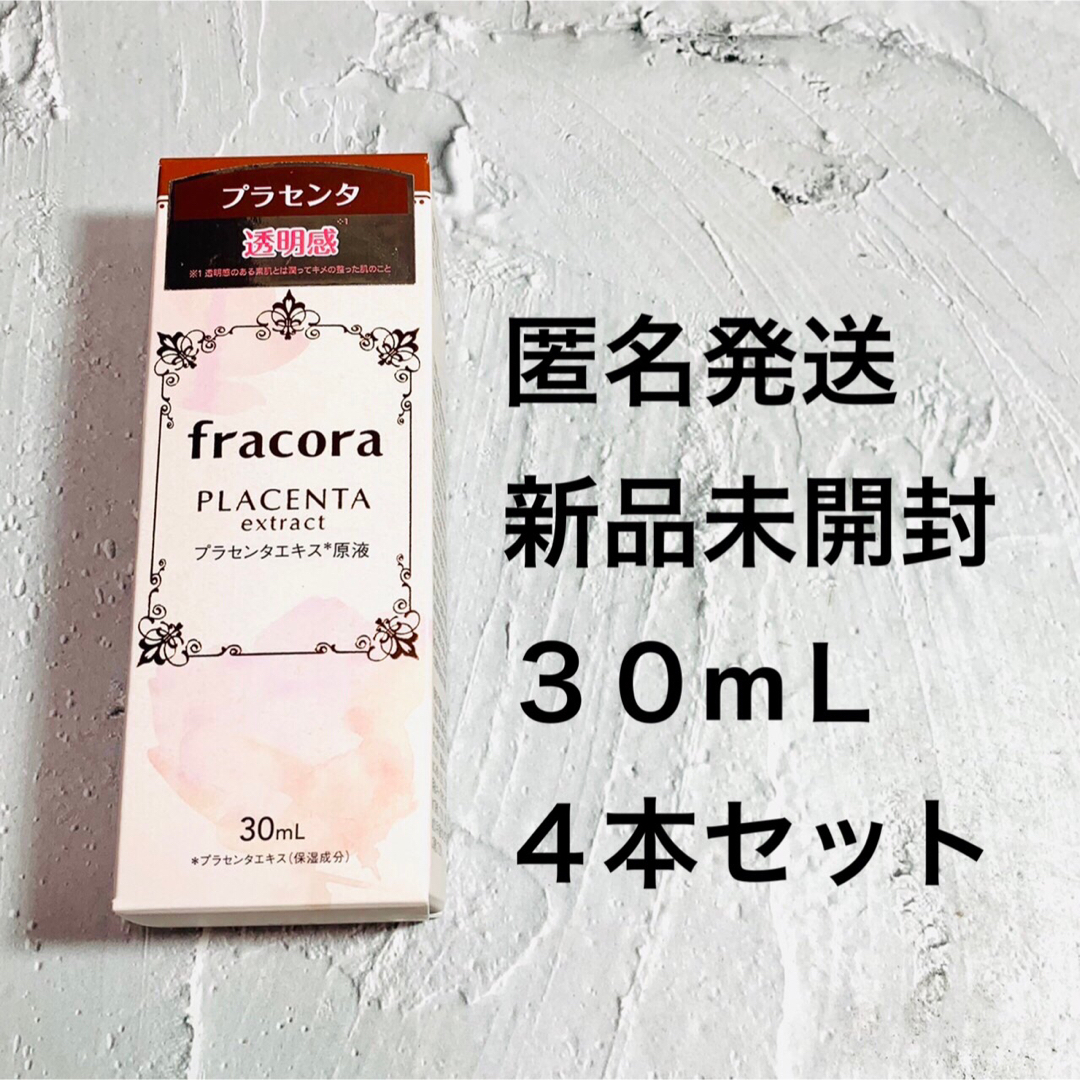 プラセンタ
※1
透明感
※1 透明感のある素肌とは潤ってキメの整った肌のこと
fracora
PLACENTA
extract
プラセンタエキス*原液
30mL
*プラセンタエキス(保湿成分)
匿名発送
新品未開封
３０mL
４本セット